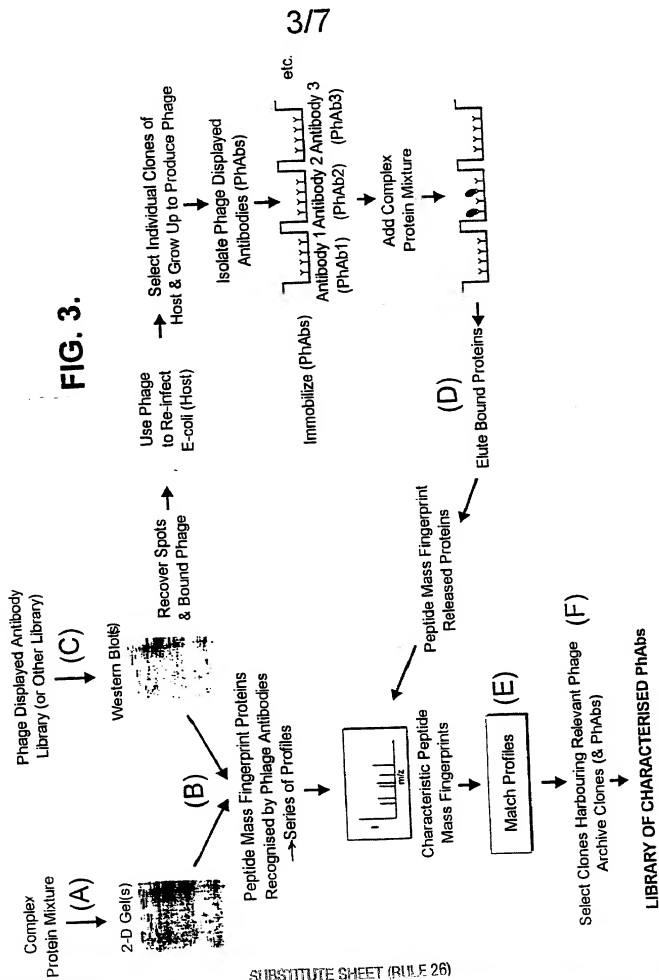 3/7
FIG. 3.
Complex
Protein Mixture
(A)
2-D Gel(s)
Phage Displayed Antibody
Library (or Other Library)
(C)
Western Blots)
Recover Spots
& Bound Phage
Use Phage
to Re-infect
E-coli (Host)
Select Individual Clones of
Host & Grow Up to Produce Phage
Isolate Phage Displayed
Antibodies (PhAbs)
etc.
Immobilize (PhAbs)
Antibody 1 Antibody 2 Antibody 3
(PhAb1) (PhAb2) (PhAb3)
Add Complex
Protein Mixture
(D)
Elute Bound Proteins
Peptide Mass Fingerprint
Released Proteins
(B)
Peptide Mass Fingerprint Proteins
Recognised by Phlage Antibodies
→Series of Profiles
m/z
Characteristic Peptide
Mass Fingerprints
Match Profiles
(E)
Select Clones Harbouring Relevant Phage
Archive Clones (& PhAbs)
(F)
LIBRARY OF CHARACTERISED PhAbs
SUBSTITUTE SHEET (RULE 26)